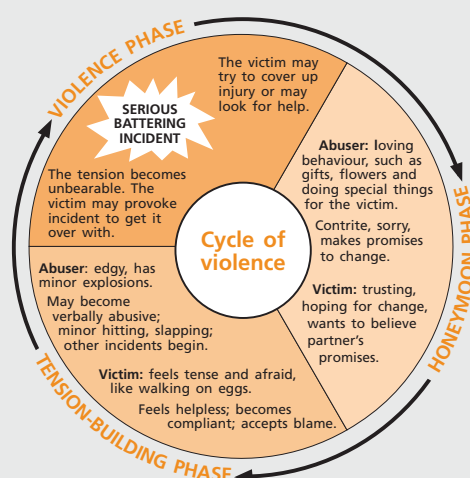 VIOLENCE PHASE
The victim may
try to cover up
injury or may
look for help.
SERIOUS
BATTERING
INCIDENT
The tension becomes
unbearable. The
victim may provoke
incident to get it
over with.
HONEYMOON PHASE
Abuser: loving
behaviour, such as
gifts, flowers and
doing special things
for the victim.
Contrite, sorry,
makes promises
to change.
Victim: trusting,
hoping for change,
wants to believe
partner's
promises.
Cycle of
violence
TENSION-BUILDING PHASE
Abuser: edgy, has
minor explosions.
May become
verbally abusive;
minor hitting, slapping;
other incidents begin.
Victim: feels tense and afraid,
like walking on eggs.
Feels helpless; becomes
compliant; accepts blame.